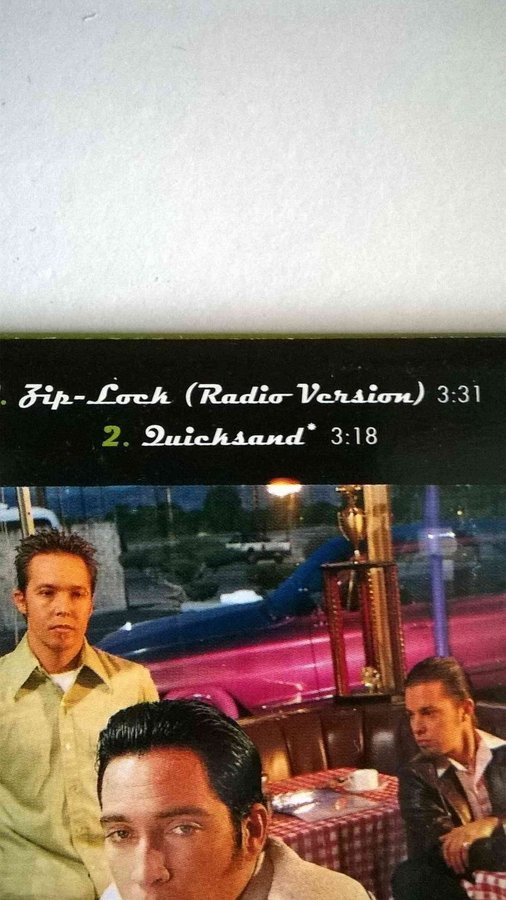 . Zip-Lock (Radio Version) 3:31
2. Quicksand* 3:18